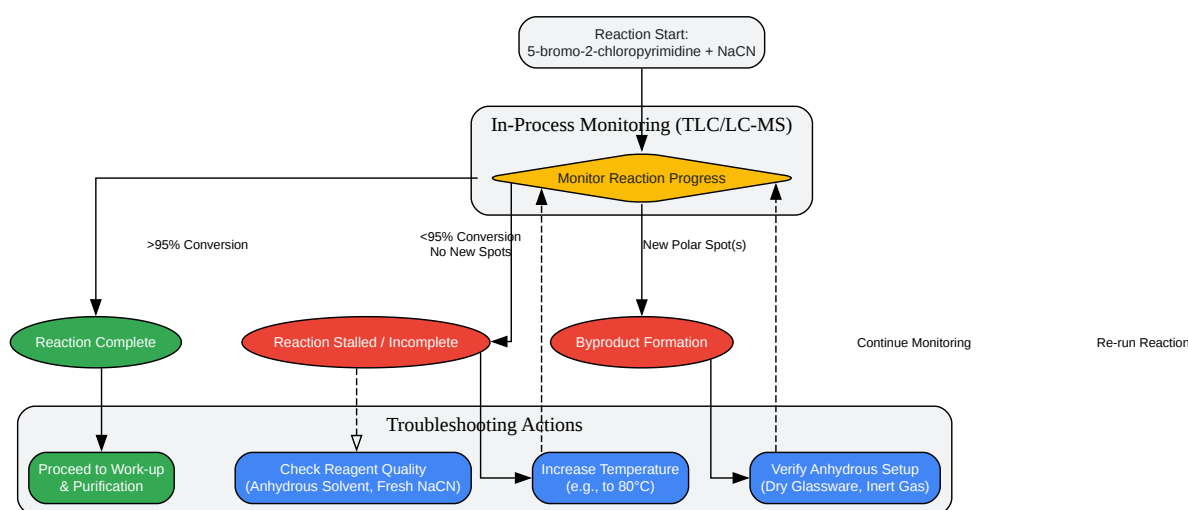 Reaction Start:
5-bromo-2-chloropyrimidine + NaCN
In-Process Monitoring (TLC/LC-MS)
Monitor Reaction Progress
>95% Conversion
<95% Conversion
No New Spots
New Polar Spot(s)
Reaction Complete
Reaction Stalled / Incomplete
Byproduct Formation
Continue Monitoring
Re-run Reaction
Troubleshooting Actions
Proceed to Work-up
& Purification
Check Reagent Quality
(Anhydrous Solvent, Fresh NaCN)
Increase Temperature
(e.g., to 80°C)
Verify Anhydrous Setup
(Dry Glassware, Inert Gas)